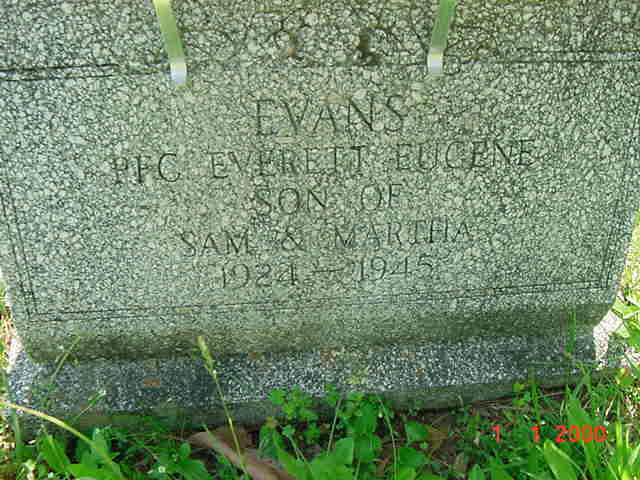 EVANS
PFC EVERETT EUGENE
SON OF
SAM & MARTHA
1924 - 1945
1 1 2000